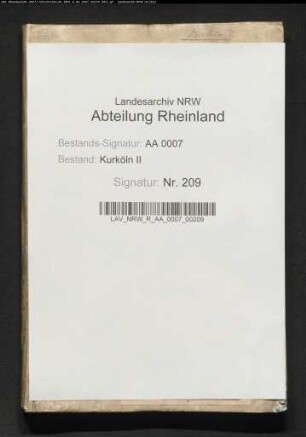 Landesarchiv NRW
Abteilung Rheinland
Bestands-Signatur: AA 0007
Bestand: Kurköln II
Signatur: Nr. 209
LAV_NRW_R_AA_0007_00209